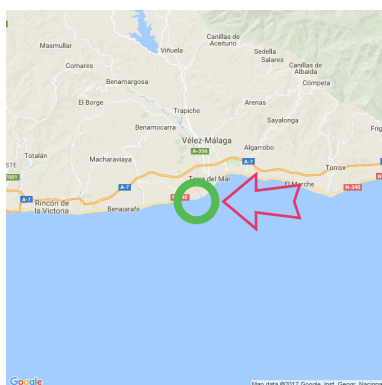 Canillas de
Aceituno
Masmullar
Viñuela
Sedella
Salares
Comares
Canillas de
Albaida
Benamargosa
Cómpeta
El Borge
Arenas
Trapiche
Sayalonga
Benamocarra
Frig
Vélez-Málaga
A-356
Algarrobo
Totalán
Macharaviaya
A-7
Torrox
Torre del Mar
A-7
El Morche
N-340
A-7
Rincón de
la Victoria
Benajarafe
Google
Map data ©2017 Google, Inst. Geogr. Nacional